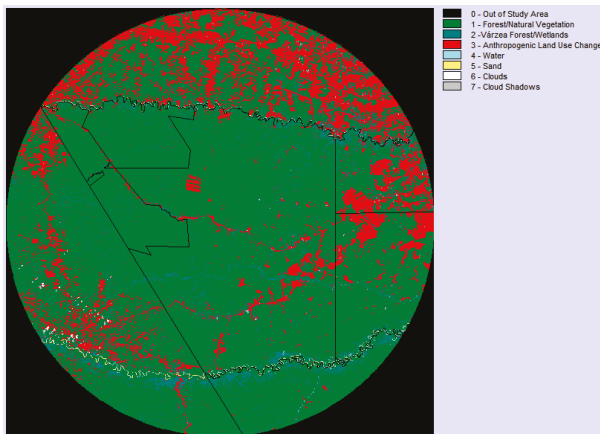 0 - Out of Study Area
1 - Forest/Natural Vegetation
2 -Várzea Forest/Wetlands
3 - Anthropogenic Land Use Change
4 - Water
5 - Sand
6 - Clouds
7 - Cloud Shadows